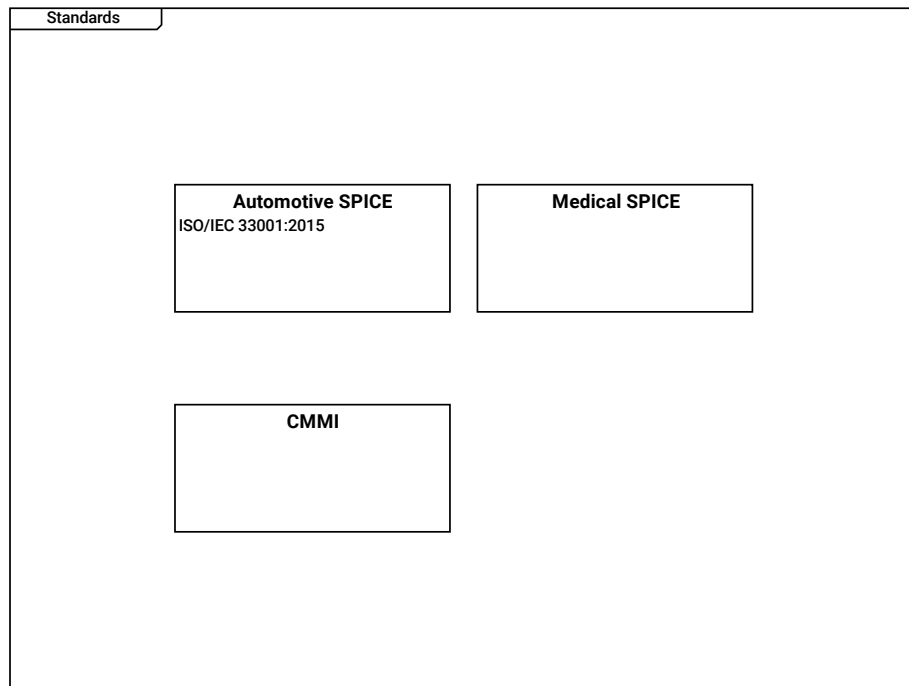 Standards
Automotive SPICE
ISO/IEC 33001:2015
Medical SPICE
CMMI